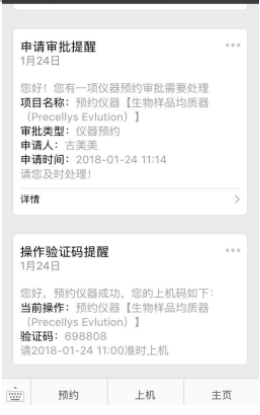 申请审批提醒
1月24日
您好！您有一项仪器预约审批需要处理
项目名称：预约仪器【生物样品均质器
（Precellys Evlution）】
审批类型：仪器预约
申请人：古美美
申请时间：2018-01-24 11:14
请您及时处理！
详情
操作验证码提醒
1月24日
您好，预约仪器成功，您的上机码如下：
当前操作：预约仪器【生物样品均质器
（Precellys Evlution）】
验证码：698808
请2018-01-24 11:00准时上机
预约 上机 主页